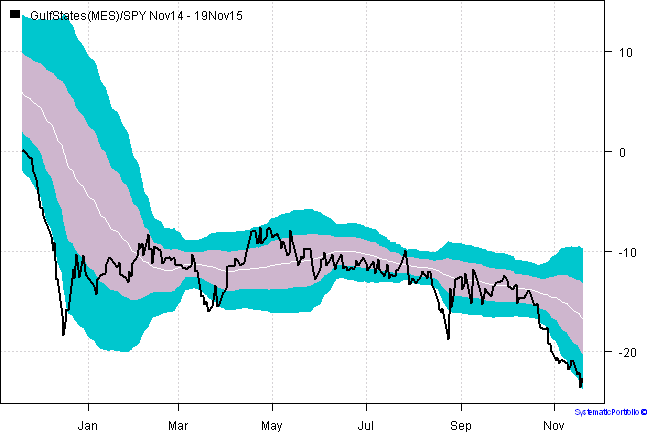 GulfStates(MES)/SPY Nov14 - 19Nov15
10
0
-10
-20
Jan Mar May Jul Sep Nov
SystematicPortfolio ©